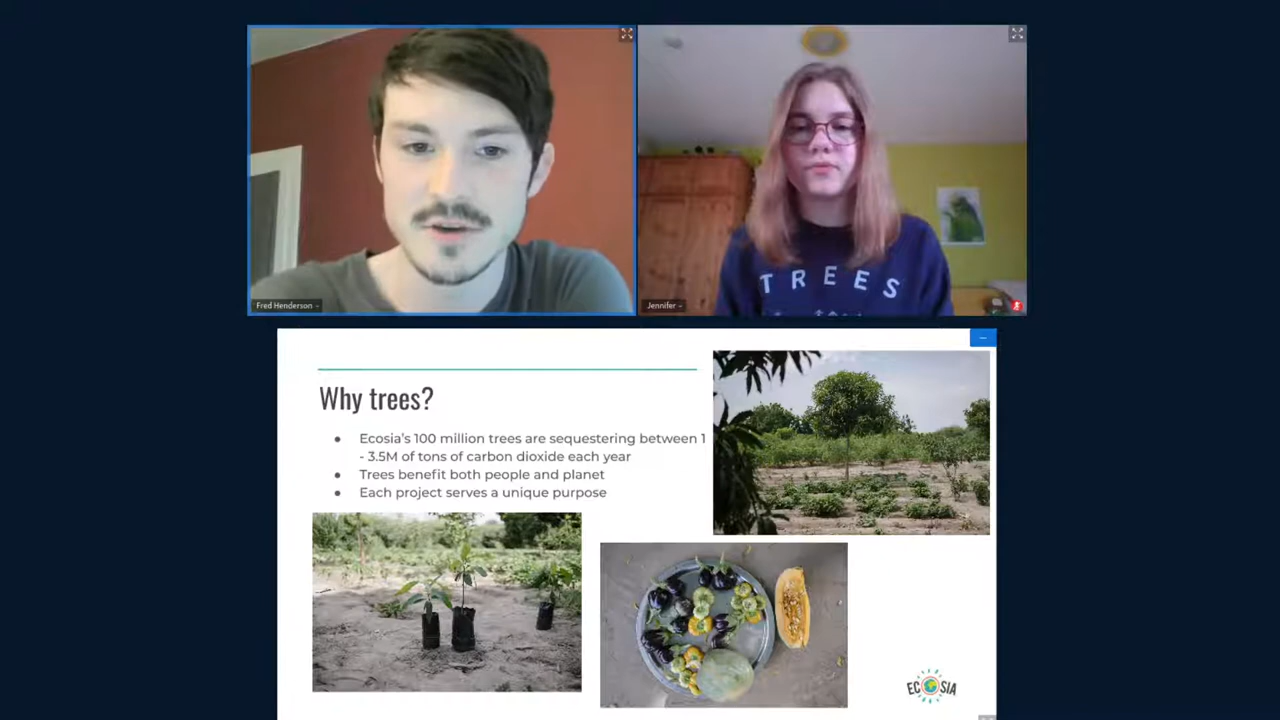 Fred Henderson
Jennifer
TREES
Why trees?
Ecosia's 100 million trees are sequestering between 1
- 3.5M of tons of carbon dioxide each year
Trees benefit both people and planet
Each project serves a unique purpose
ECOSIA